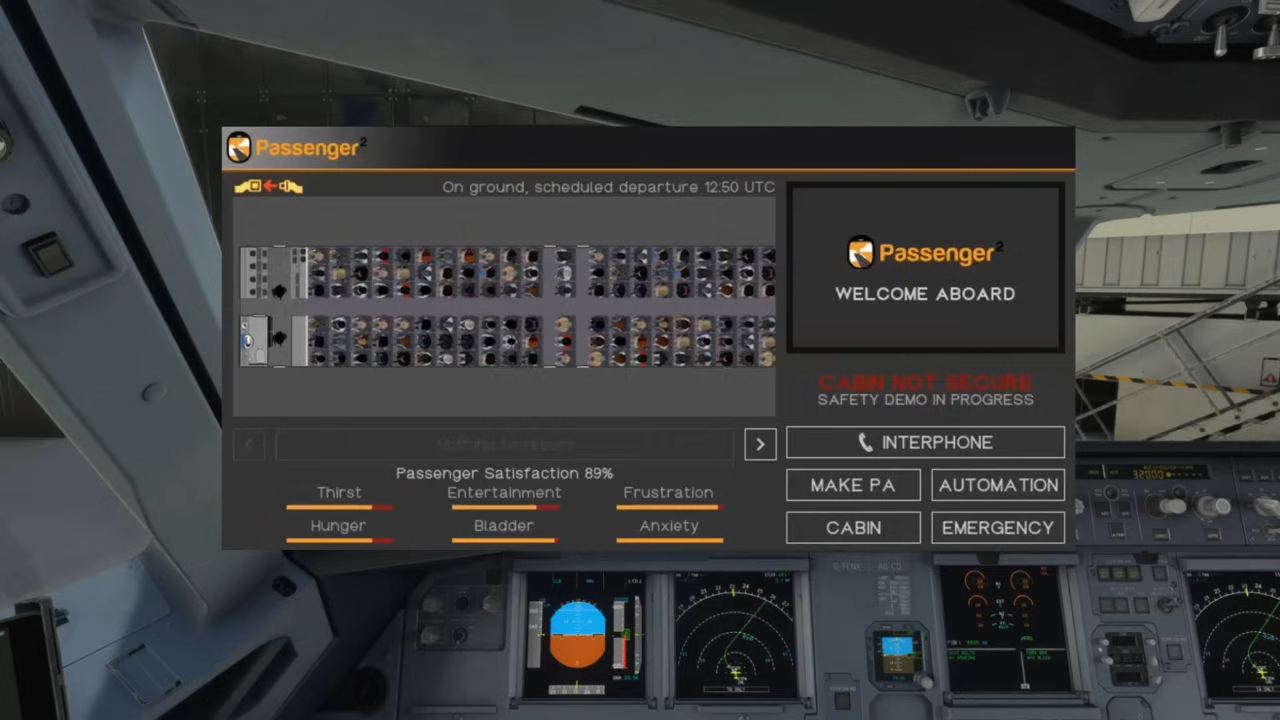 Passenger²
On ground, scheduled departure 12:50 UTC
Passenger²
WELCOME ABOARD
CABIN NOT SECURE
SAFETY DEMO IN PROGRESS
INTERPHONE
Passenger Satisfaction 89%
MAKE PA
AUTOMATION
Thirst
Entertainment
Frustration
Hunger
Bladder
Anxiety
CABIN
EMERGENCY
32000